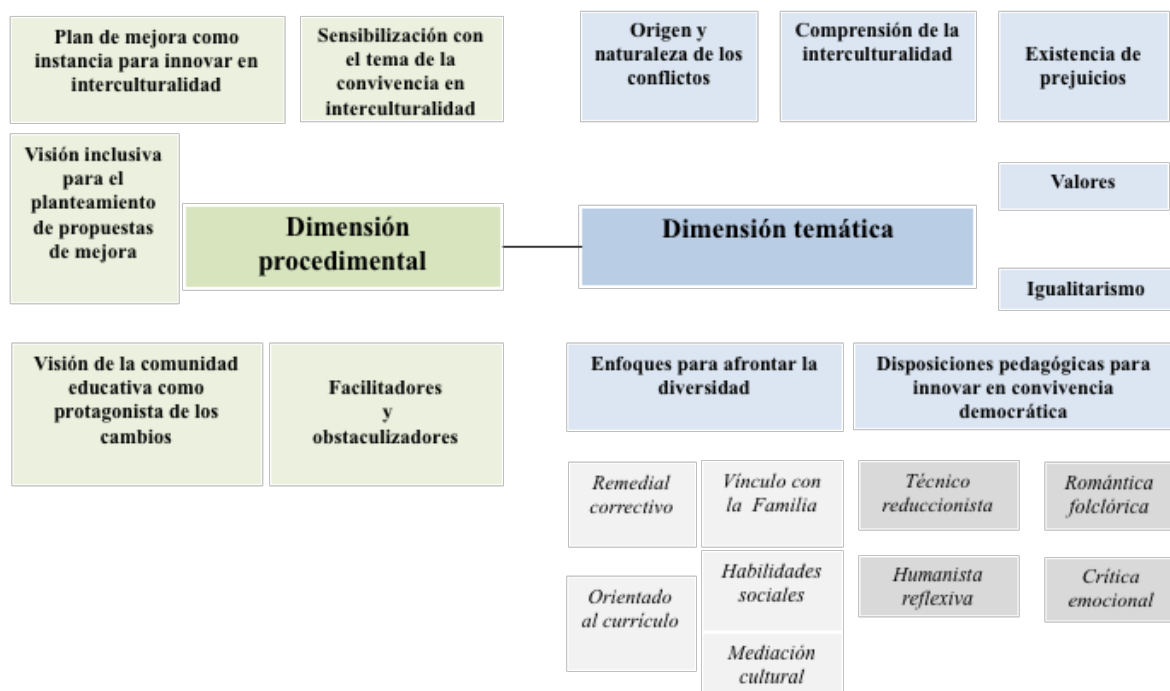 Plan de mejora como
instancia para innovar en
interculturalidad
Sensibilización con
el tema de la
convivencia en
interculturalidad
Origen y
naturaleza de los
conflictos
Comprensión de la
interculturalidad
Existencia de
prejuicios
Visión inclusiva
para el
planteamiento
de propuestas
de mejora
Dimensión
procedimental
Dimensión temática
Valores
Igualitarismo
Visión de la comunidad
educativa como
protagonista de los
cambios
Facilitadores
y
obstaculizadores
Enfoques para afrontar la
diversidad
Disposiciones pedagógicas para
innovar en convivencia
democrática
Remedial
correctivo
Vínculo con
la Familia
Técnico
reduccionista
Romántica
folclórica
Orientado
al currículo
Habilidades
sociales
Humanista
reflexiva
Crítica
emocional
Mediación
cultural